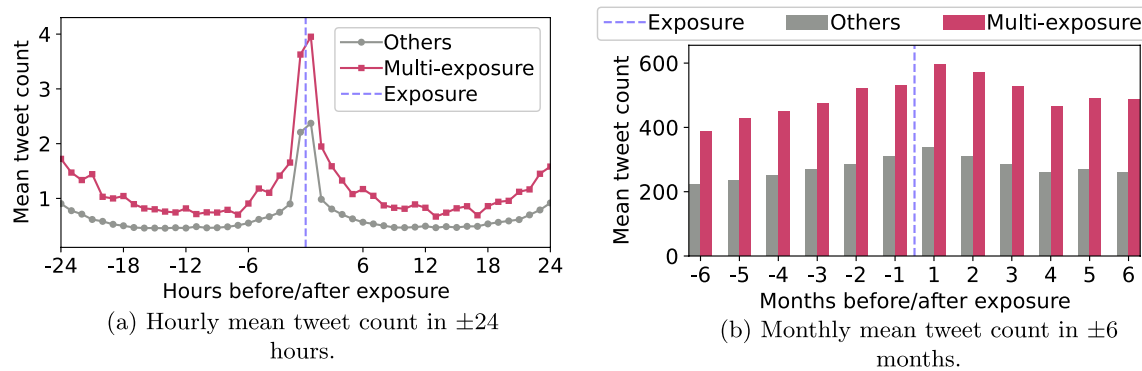 4
3
2
1
Mean tweet count
Others
Multi-exposure
Exposure
-24 -18 -12 -6 6 12 18 24
Hours before/after exposure
(a) Hourly mean tweet count in ±24
hours.
Exposure Others Multi-exposure
600
400
200
0
Mean tweet count
-6 -5 -4 -3 -2 -1 1 2 3 4 5 6
Months before/after exposure
(b) Monthly mean tweet count in ±6
months.